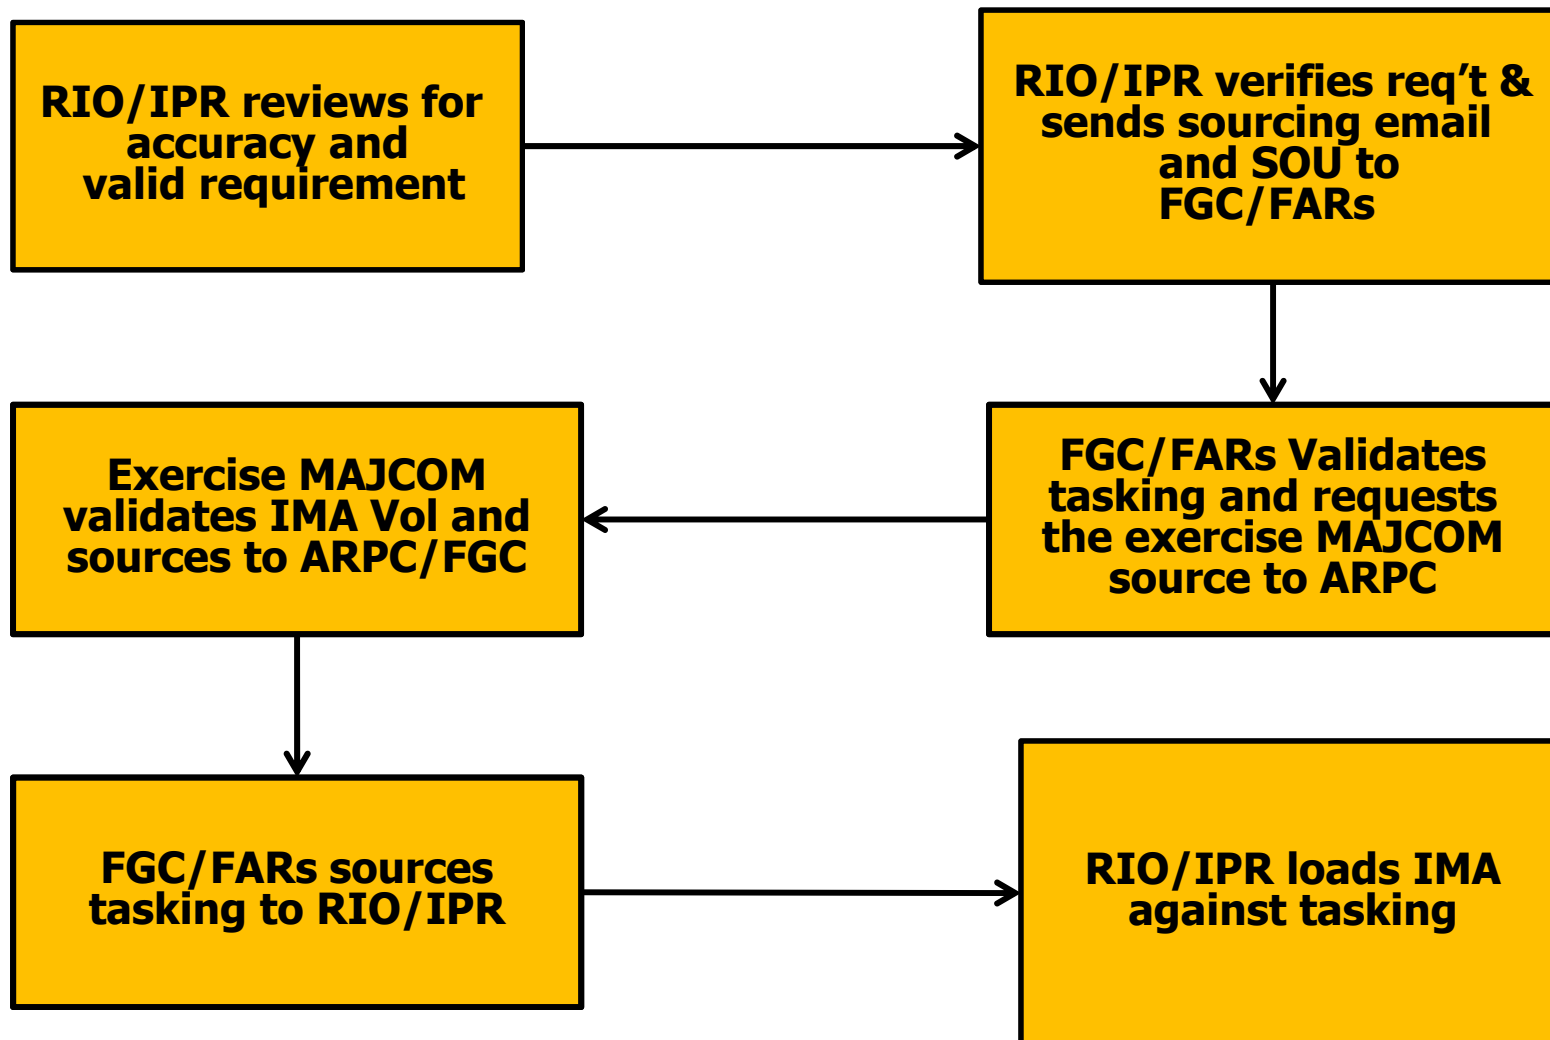 RIO/IPR reviews for
accuracy and
valid requirement
RIO/IPR verifies req’t &
sends sourcing email
and SOU to
FGC/FARs
FGC/FARs Validates
tasking and requests
the exercise MAJCOM
source to ARPC
Exercise MAJCOM
validates IMA Vol and
sources to ARPC/FGC
FGC/FARs sources
tasking to RIO/IPR
RIO/IPR loads IMA
against tasking